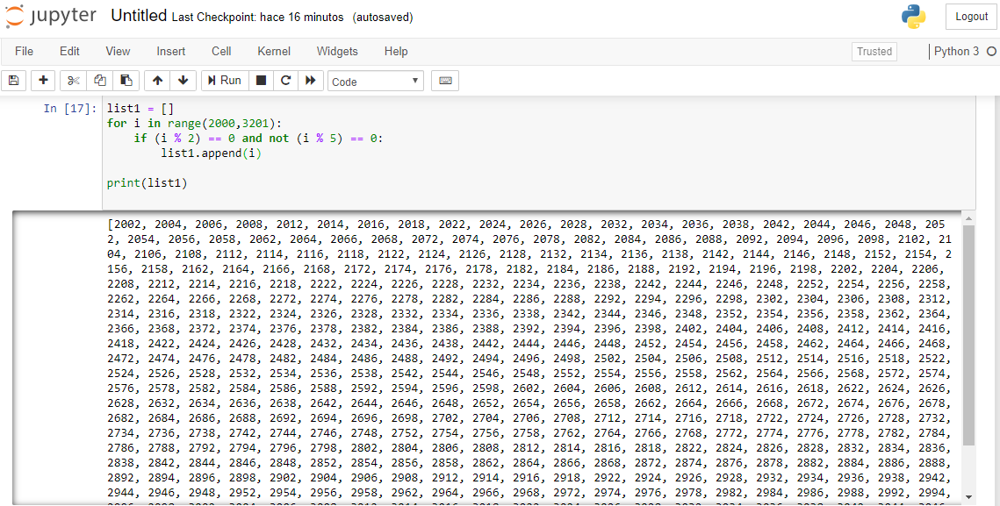 jupyter Untitled Last Checkpoint: hace 16 minutos (autosaved) Logout
File Edit View Insert Cell Kernel Widgets Help Trusted Python 3
Run Code
In [17]: list1 = []
for i in range(2000,3201):
if (i % 2) == 0 and not (i % 5) == 0:
list1.append(i)
print(list1)
[2002, 2004, 2006, 2008, 2012, 2014, 2016, 2018, 2022, 2024, 2026, 2028, 2032, 2034, 2036, 2038, 2042, 2044, 2046, 2048, 205
2, 2054, 2056, 2058, 2062, 2064, 2066, 2068, 2072, 2074, 2076, 2078, 2082, 2084, 2086, 2088, 2092, 2094, 2096, 2098, 2102, 21
04, 2106, 2108, 2112, 2114, 2116, 2118, 2122, 2124, 2126, 2128, 2132, 2134, 2136, 2138, 2142, 2144, 2146, 2148, 2152, 2154, 2
156, 2158, 2162, 2164, 2166, 2168, 2172, 2174, 2176, 2178, 2182, 2184, 2186, 2188, 2192, 2194, 2196, 2198, 2202, 2204, 2206,
2208, 2212, 2214, 2216, 2218, 2222, 2224, 2226, 2228, 2232, 2234, 2236, 2238, 2242, 2244, 2246, 2248, 2252, 2254, 2256, 2258,
2262, 2264, 2266, 2268, 2272, 2274, 2276, 2278, 2282, 2284, 2286, 2288, 2292, 2294, 2296, 2298, 2302, 2304, 2306, 2308, 2312,
2314, 2316, 2318, 2322, 2324, 2326, 2328, 2332, 2334, 2336, 2338, 2342, 2344, 2346, 2348, 2352, 2354, 2356, 2358, 2362, 2364,
2366, 2368, 2372, 2374, 2376, 2378, 2382, 2384, 2386, 2388, 2392, 2394, 2396, 2398, 2402, 2404, 2406, 2408, 2412, 2414, 2416,
2418, 2422, 2424, 2426, 2428, 2432, 2434, 2436, 2438, 2442, 2444, 2446, 2448, 2452, 2454, 2456, 2458, 2462, 2464, 2466, 2468,
2472, 2474, 2476, 2478, 2482, 2484, 2486, 2488, 2492, 2494, 2496, 2498, 2502, 2504, 2506, 2508, 2512, 2514, 2516, 2518, 2522,
2524, 2526, 2528, 2532, 2534, 2536, 2538, 2542, 2544, 2546, 2548, 2552, 2554, 2556, 2558, 2562, 2564, 2566, 2568, 2572, 2574,
2576, 2578, 2582, 2584, 2586, 2588, 2592, 2594, 2596, 2598, 2602, 2604, 2606, 2608, 2612, 2614, 2616, 2618, 2622, 2624, 2626,
2628, 2632, 2634, 2636, 2638, 2642, 2644, 2646, 2648, 2652, 2654, 2656, 2658, 2662, 2664, 2666, 2668, 2672, 2674, 2676, 2678,
2682, 2684, 2686, 2688, 2692, 2694, 2696, 2698, 2702, 2704, 2706, 2708, 2712, 2714, 2716, 2718, 2722, 2724, 2726, 2728, 2732,
2734, 2736, 2738, 2742, 2744, 2746, 2748, 2752, 2754, 2756, 2758, 2762, 2764, 2766, 2768, 2772, 2774, 2776, 2778, 2782, 2784,
2786, 2788, 2792, 2794, 2796, 2798, 2802, 2804, 2806, 2808, 2812, 2814, 2816, 2818, 2822, 2824, 2826, 2828, 2832, 2834, 2836,
2838, 2842, 2844, 2846, 2848, 2852, 2854, 2856, 2858, 2862, 2864, 2866, 2868, 2872, 2874, 2876, 2878, 2882, 2884, 2886, 2888,
2892, 2894, 2896, 2898, 2902, 2904, 2906, 2908, 2912, 2914, 2916, 2918, 2922, 2924, 2926, 2928, 2932, 2934, 2936, 2938, 2942,
2944, 2946, 2948, 2952, 2954, 2956, 2958, 2962, 2964, 2966, 2968, 2972, 2974, 2976, 2978, 2982, 2984, 2986, 2988, 2992, 2994,